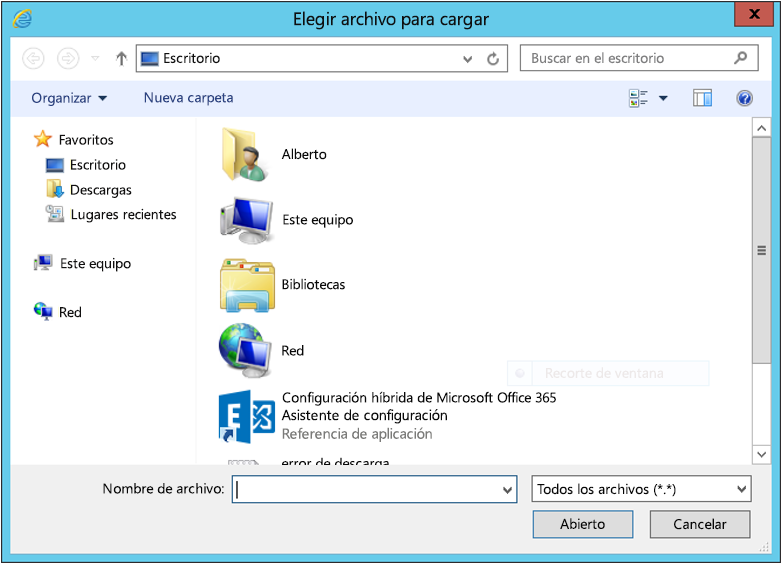 Elegir archivo para cargar
Escritorio
Buscar en el escritorio
Organizar
Nueva carpeta
Favoritos
Escritorio
Descargas
Lugares recientes
Este equipo
Red
Alberto
Este equipo
Bibliotecas
Red
Recorte de ventana
Configuración híbrida de Microsoft Office 365
Asistente de configuración
Referencia de aplicación
error de descarga
Nombre de archivo:
Todos los archivos (*.*)
Abierto
Cancelar